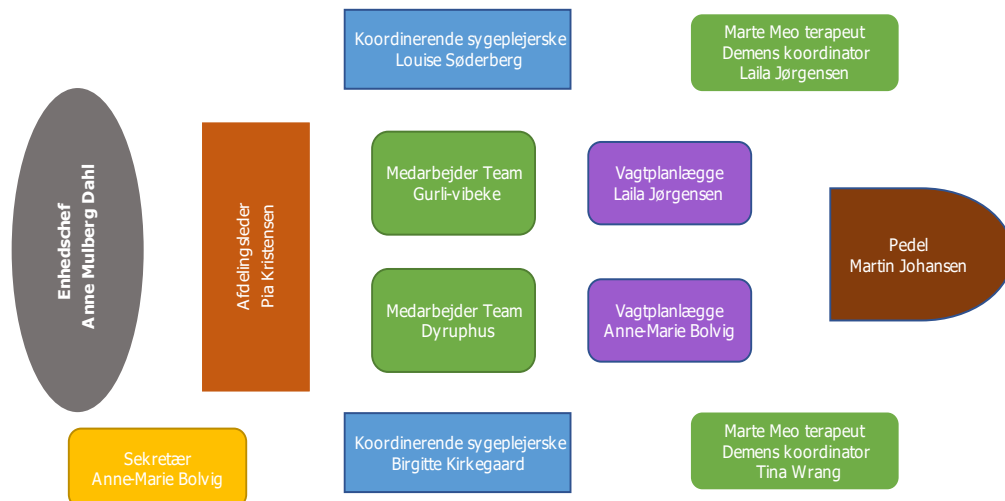 Koordinerende sygeplejerske
Louise Søderberg
Marte Meo terapeut
Demens koordinator
Laila Jørgensen
Enhedschef
Anne Mulberg Dahl
Afdelingsleder
Pia Kristensen
Medarbejder Team
Gurli-vibeke
Vagtplanlægge
Laila Jørgensen
Pedel
Martin Johansen
Medarbejder Team
Dyruphus
Vagtplanlægge
Anne-Marie Bolvig
Sekretær
Anne-Marie Bolvig
Koordinerende sygeplejerske
Birgitte Kirkegaard
Marte Meo terapeut
Demens koordinator
Tina Wrang